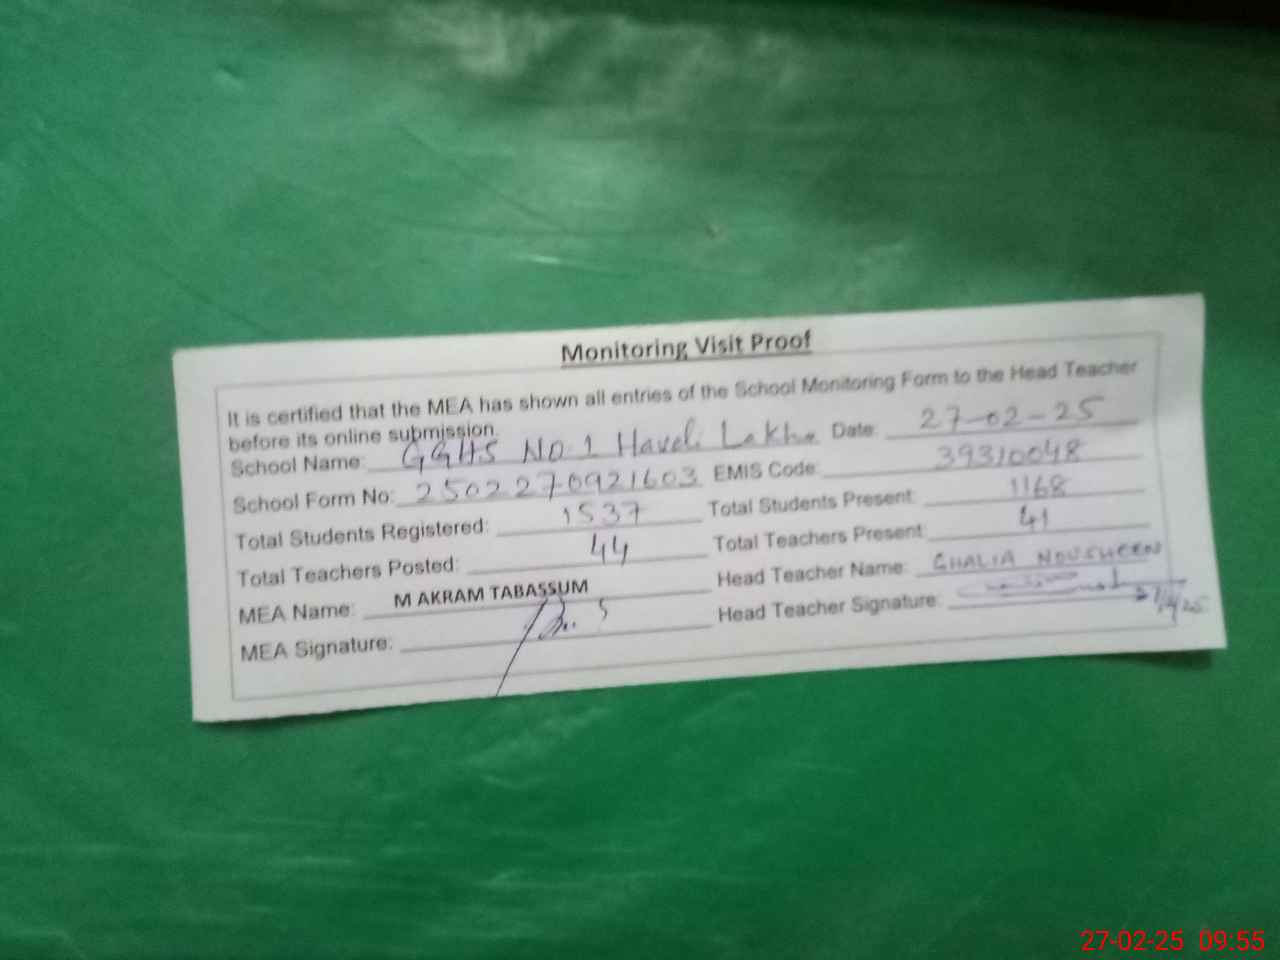 Monitoring Visit Proof
It is certified that the MEA has shown all entries of the School Monitoring Form to the Head Teacher
before its online submission.
School Name: GGHS No 1 Haveli Lakha Date: 27-02-25
School Form No: 2502270921603 EMIS Code: 39310048
Total Students Registered: 1537 Total Students Present: 1168
Total Teachers Posted: 44 Total Teachers Present: 41
MEA Name: M AKRAM TABASSUM Head Teacher Name: GHALIA NOUSHEEN
MEA Signature: Head Teacher Signature:
27-02-25 09:55